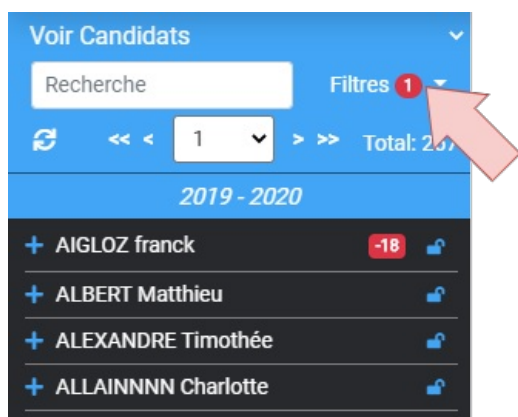 Voir Candidats
Recherche
Filtres 1
<< < 1 > >> Total:
2019 - 2020
+ AIGLOZ franck -18
+ ALBERT Matthieu
+ ALEXANDRE Timothée
+ ALLAINNNN Charlotte